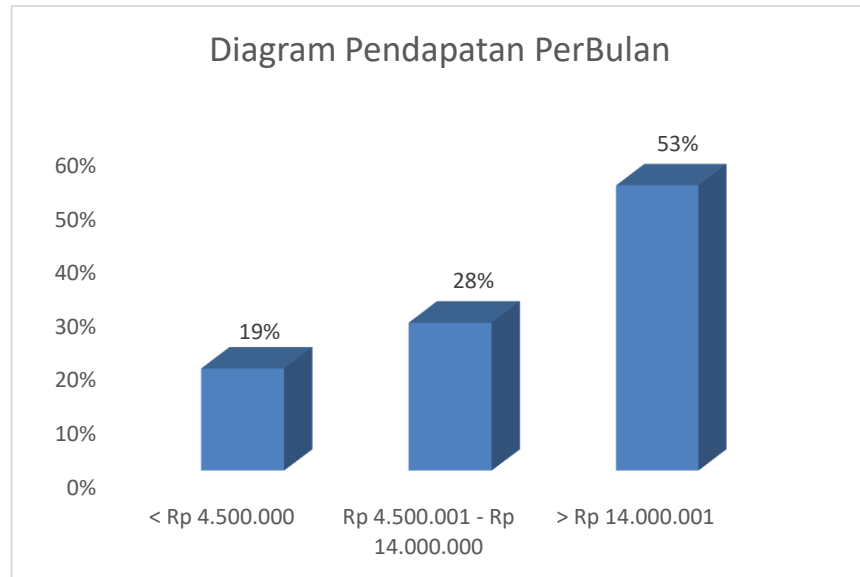 Diagram Pendapatan PerBulan
53%
60%
50%
40%
28%
30%
19%
20%
10%
0%
< Rp 4.500.000
Rp 4.500.001 - Rp
14.000.000
> Rp 14.000.001